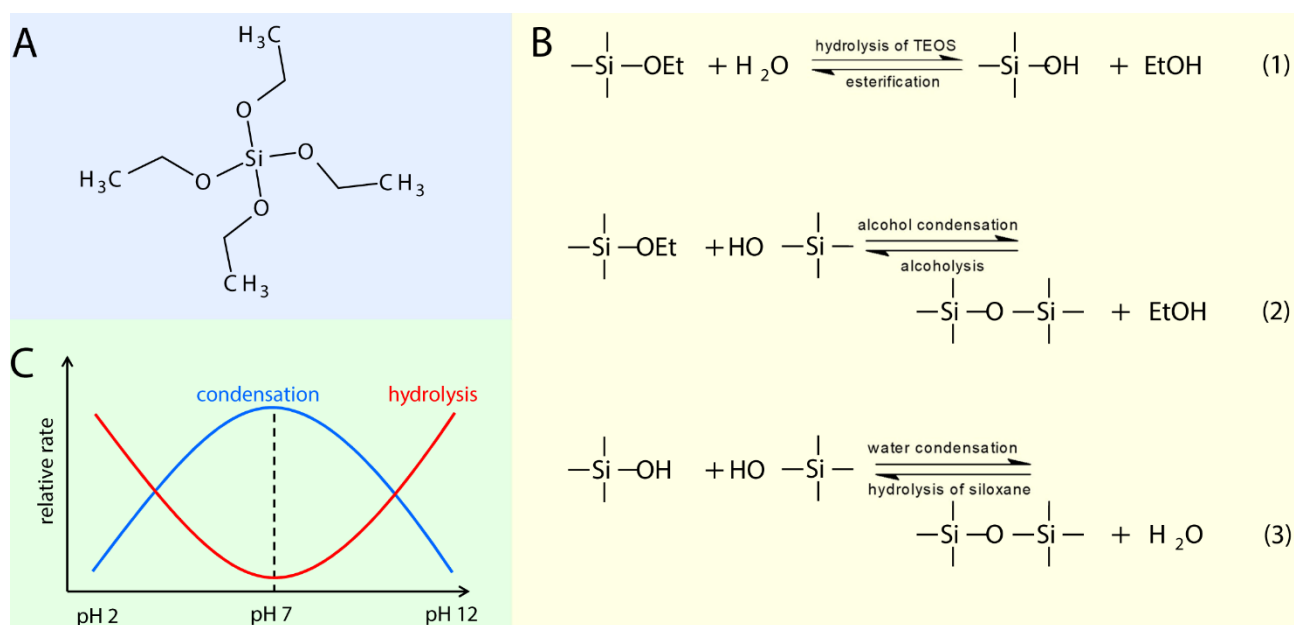 A
H₃C
O
Si
O
H₃C
O
CH₃
O
CH₃
B
Si OEt + H₂O hydrolysis of TEOS Si OH + EtOH (1)
esterification
Si OEt + HO Si alcohol condensation
alcoholysis
Si O Si + EtOH (2)
Si OH + HO Si water condensation
hydrolysis of siloxane
Si O Si + H₂O (3)
C
condensation hydrolysis
relative rate
pH 2 pH 7 pH 12